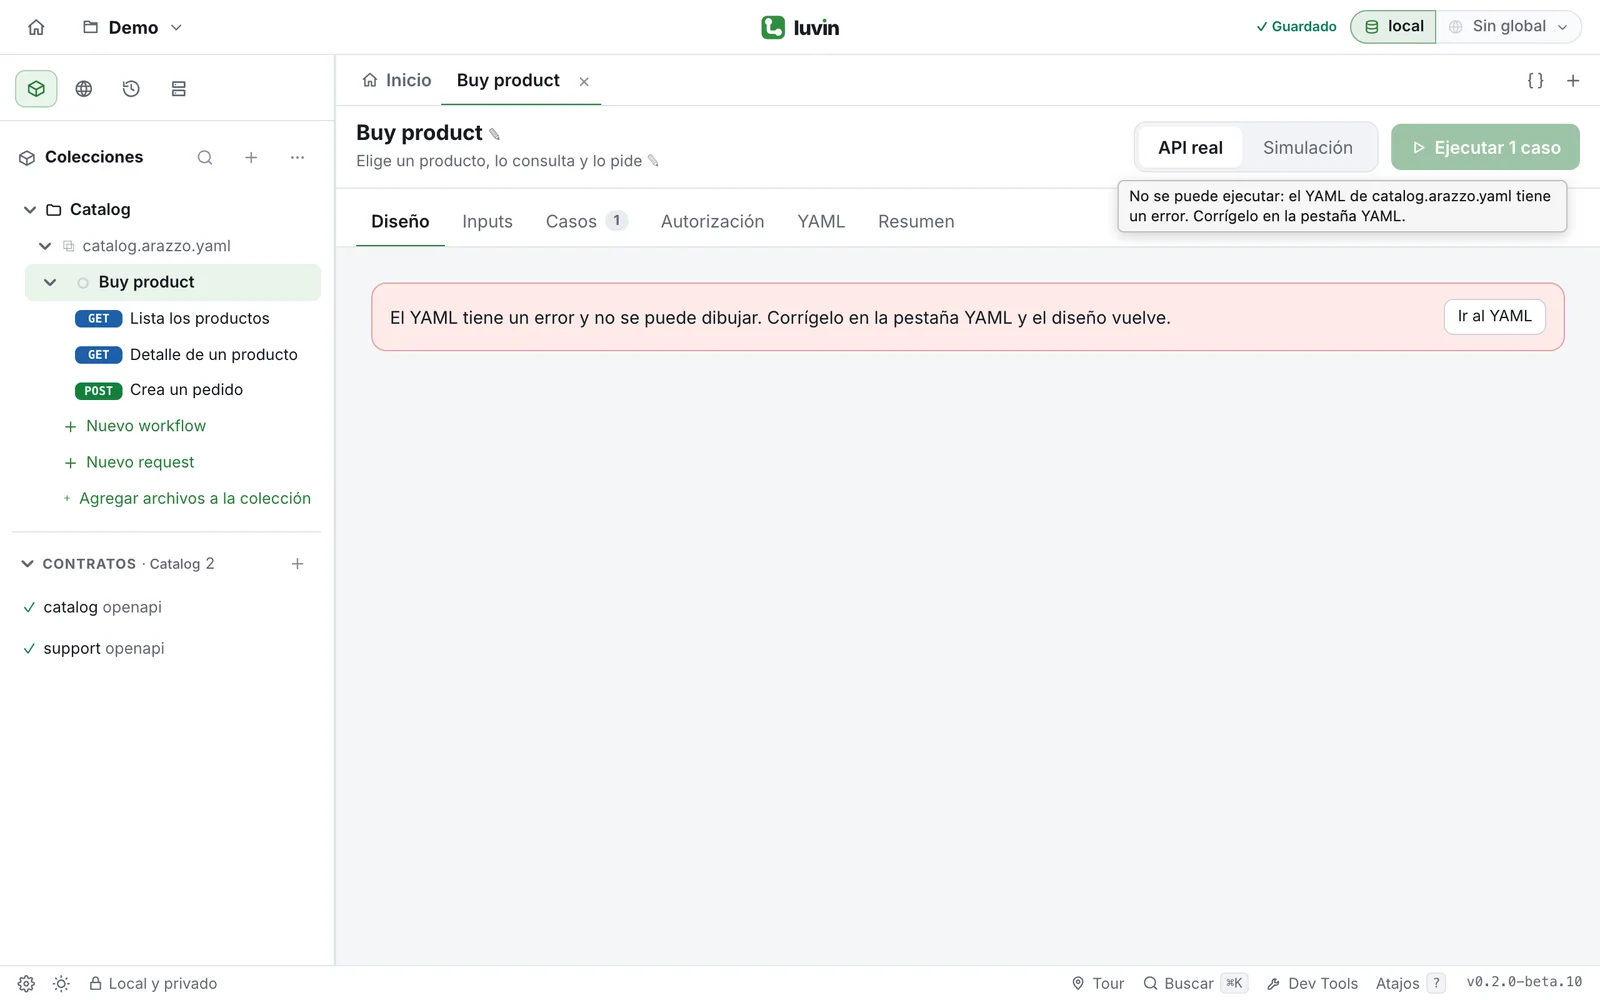 Demo
luvin
Guardado
local
Sin global
Inicio
Buy product
{ }
Colecciones
Catalog
catalog.arazzo.yaml
Buy product
GET Lista los productos
GET Detalle de un producto
POST Crea un pedido
Nuevo workflow
Nuevo request
Agregar archivos a la colección
CONTRATOS · Catalog 2
catalog openapi
support openapi
Buy product
Elige un producto, lo consulta y lo pide
API real
Simulación
Ejecutar 1 caso
No se puede ejecutar: el YAML de catalog.arazzo.yaml tiene
un error. Corrígelo en la pestaña YAML.
Diseño
Inputs
Casos 1
Autorización
YAML
Resumen
El YAML tiene un error y no se puede dibujar. Corrígelo en la pestaña YAML y el diseño vuelve.
Ir al YAML
Local y privado
Tour
Buscar ⌘K
Dev Tools
Atajos ?
v0.2.0-beta.10